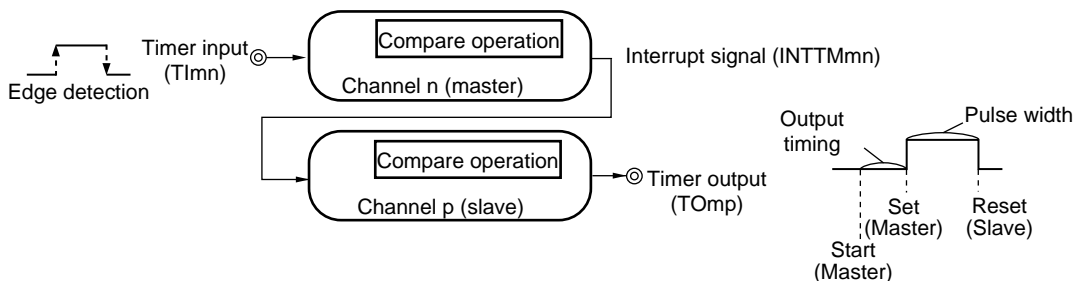 Timer input
(TImn)
Edge detection
Compare operation
Channel n (master)
Interrupt signal (INTTMmn)
Compare operation
Channel p (slave)
Timer output
(TOmp)
Output
timing
Pulse width
Set
(Master)
Reset
(Slave)
Start
(Master)